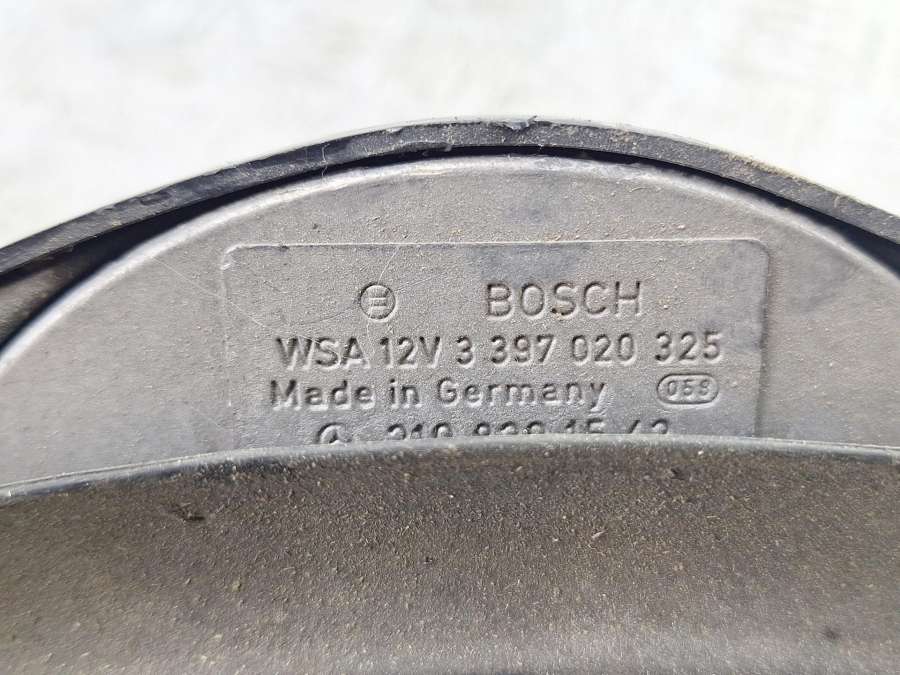 BOSCH
WSA 12V 3 397 020 325
Made in Germany